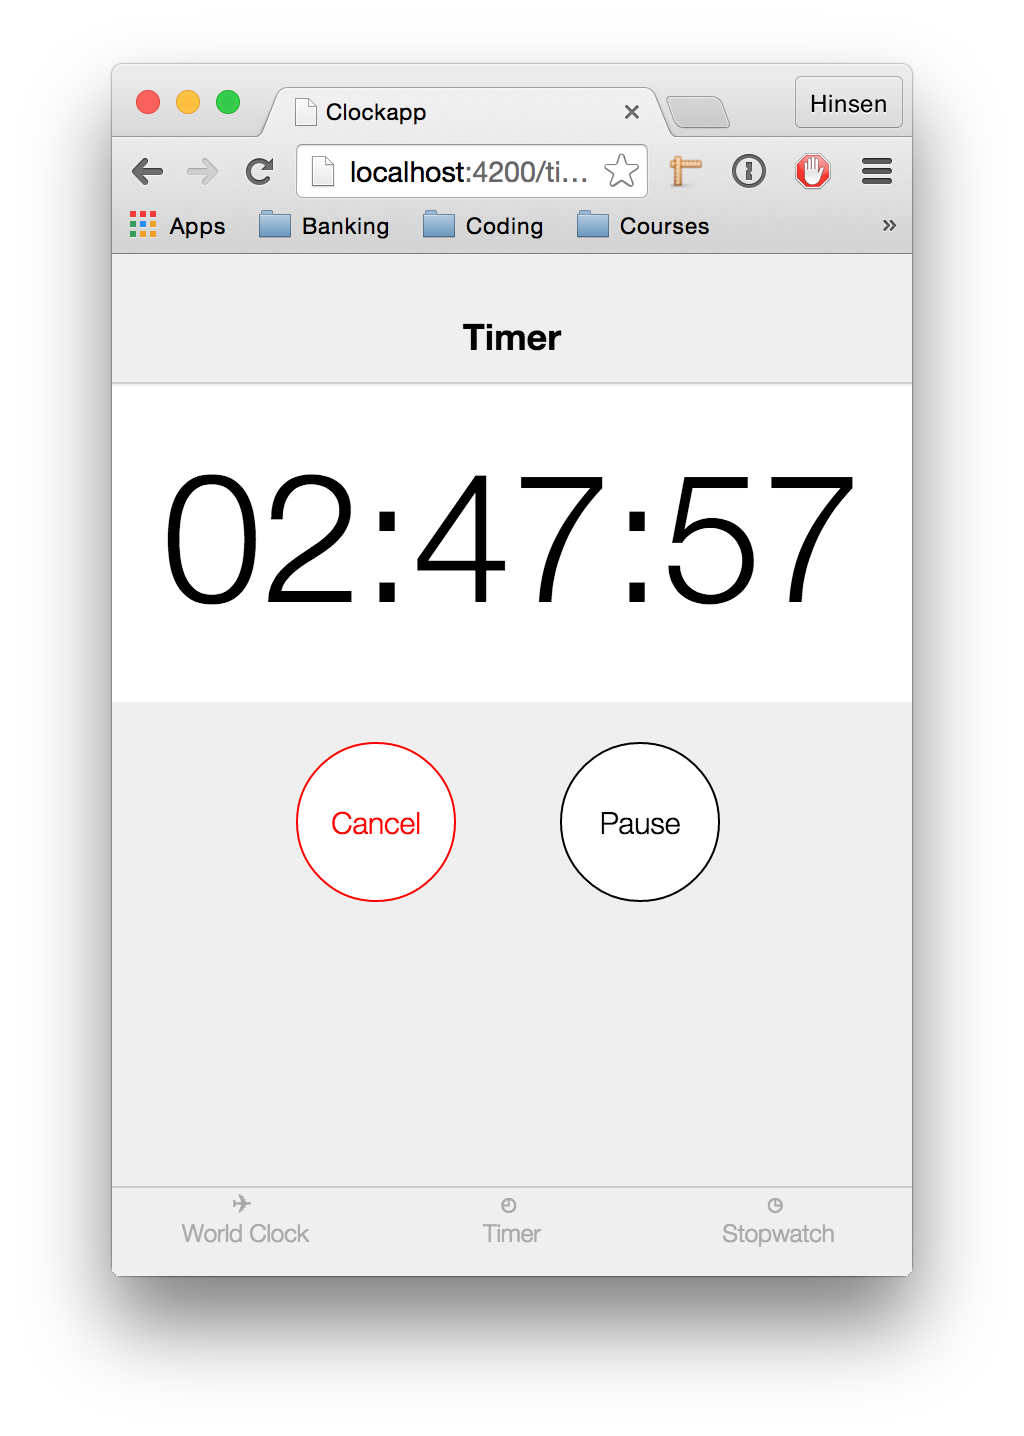 Clockapp
Hinsen
localhost:4200/ti...
Apps Banking Coding Courses »
Timer
02:47:57
Cancel Pause
World Clock Timer Stopwatch